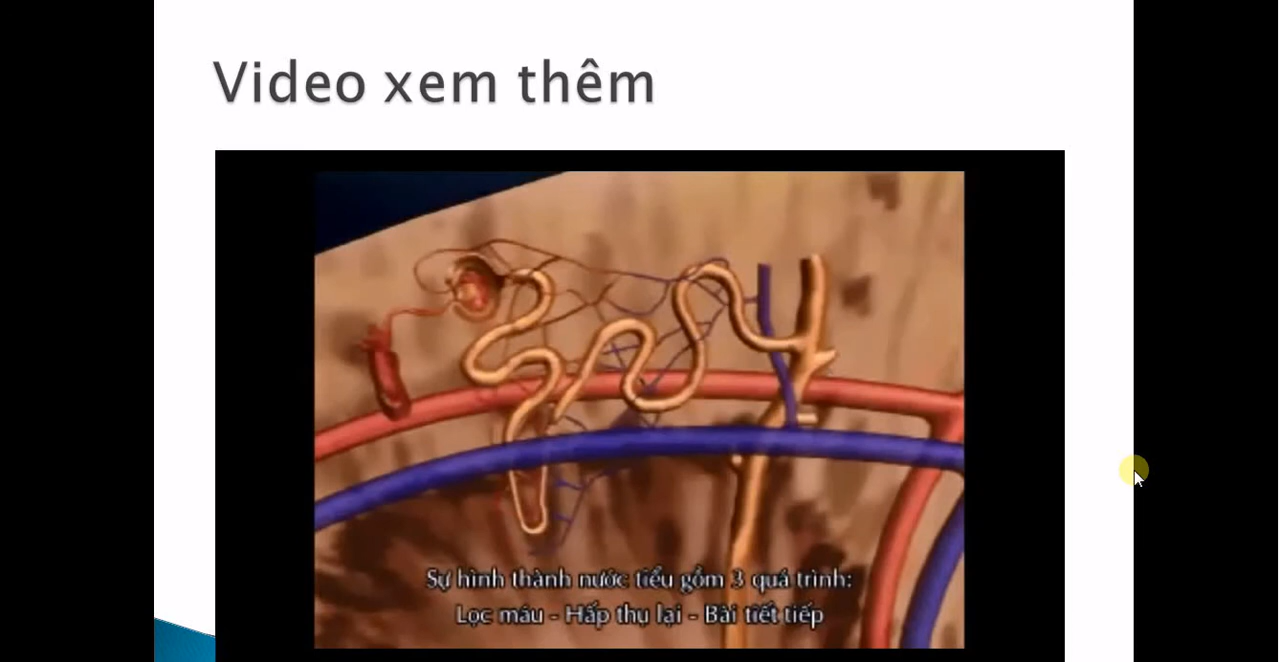 Video xem thêm
Sự hình thành nước tiểu gồm 3 quá trình:
Lọc máu - Hấp thụ lại - Bài tiết tiếp